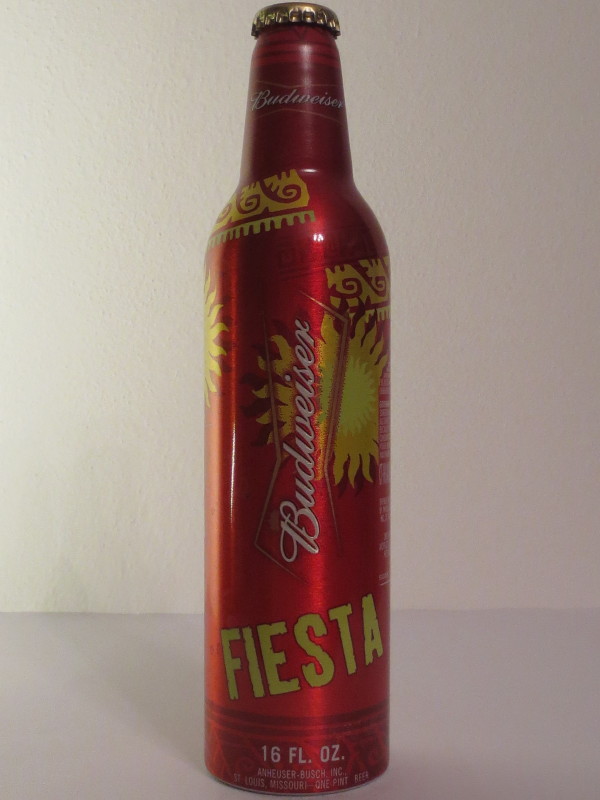 Budweiser
Budweiser
FIESTA
16 FL. OZ.
ANHEUSER-BUSCH, INC.,
ST. LOUIS, MISSOURI - ONE PINT BEER